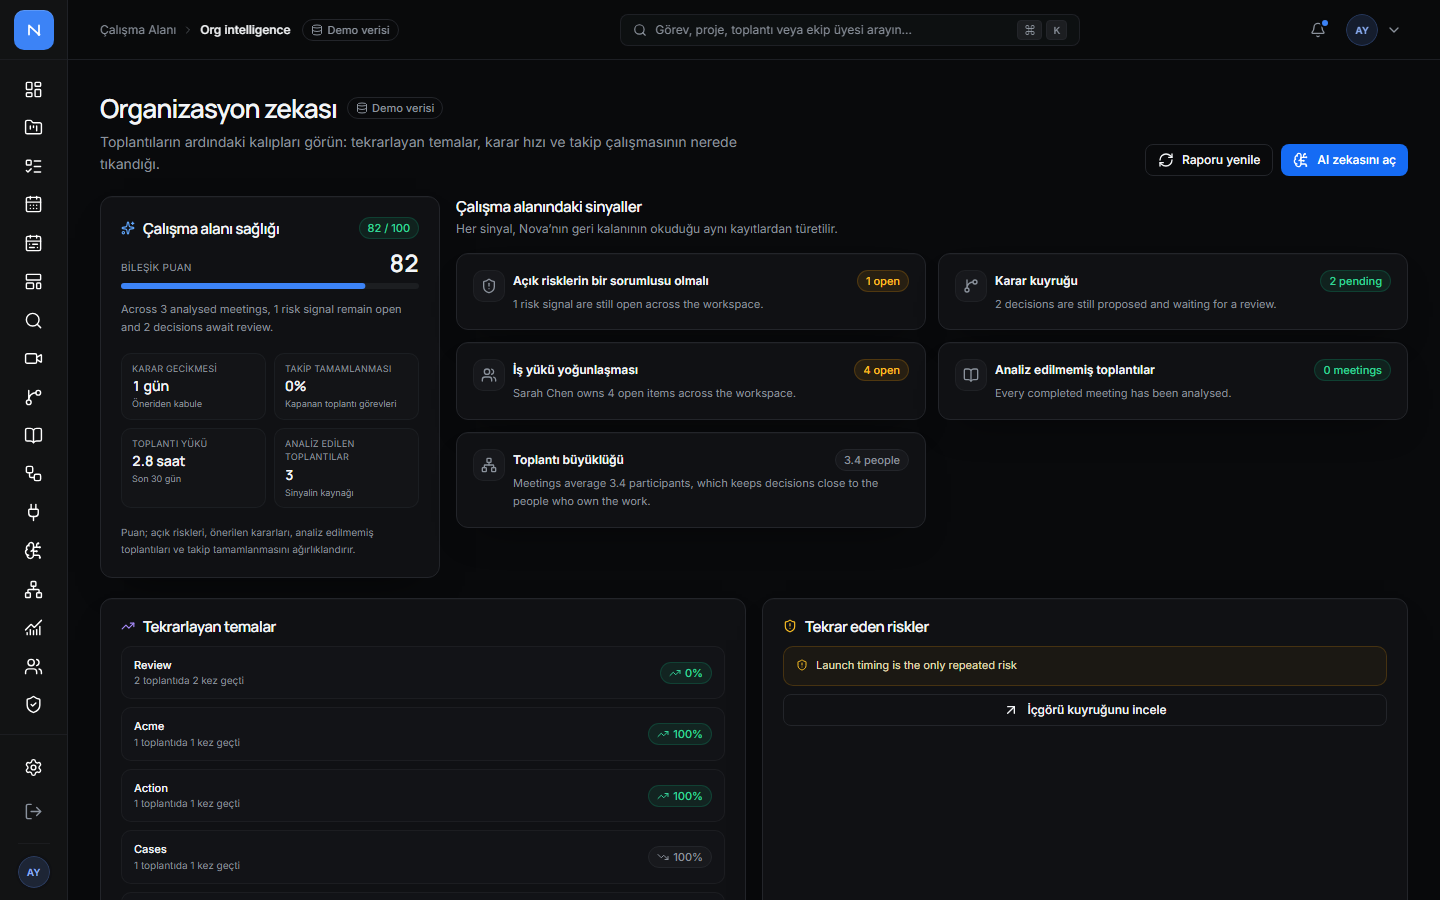 N
Çalışma Alanı > Org intelligence Demo verisi
Görev, proje, toplantı veya ekip üyesi arayın... ⌘ K
AY
Organizasyon zekası Demo verisi
Toplantıların ardındaki kalıpları görün: tekrarlayan temalar, karar hızı ve takip çalışmasının nerede
tıkandığı.
Raporu yenile
AI zekasını aç
Çalışma alanı sağlığı 82 / 100
BİLEŞİK PUAN 82
Across 3 analysed meetings, 1 risk signal remain open
and 2 decisions await review.
KARAR GECİKMESİ
1 gün
Öneriden kabule
TAKİP TAMAMLANMASI
0%
Kapanan toplantı görevleri
TOPLANTI YÜKÜ
2.8 saat
Son 30 gün
ANALİZ EDİLEN
TOPLANTILAR
3
Sinyalin kaynağı
Puan; açık riskleri, önerilen kararları, analiz edilmemiş
toplantıları ve takip tamamlanmasını ağırlıklandırır.
Çalışma alanındaki sinyaller
Her sinyal, Nova'nın geri kalanının okuduğu aynı kayıtlardan türetilir.
Açık risklerin bir sorumlusu olmalı 1 open
1 risk signal are still open across the workspace.
Karar kuyruğu 2 pending
2 decisions are still proposed and waiting for a review.
İş yükü yoğunlaşması 4 open
Sarah Chen owns 4 open items across the workspace.
Analiz edilmemiş toplantılar 0 meetings
Every completed meeting has been analysed.
Toplantı büyüklüğü 3.4 people
Meetings average 3.4 participants, which keeps decisions close to the
people who own the work.
Tekrarlayan temalar
Review
2 toplantıda 2 kez geçti
0%
Acme
1 toplantıda 1 kez geçti
100%
Action
1 toplantıda 1 kez geçti
100%
Cases
1 toplantıda 1 kez geçti
100%
Tekrar eden riskler
Launch timing is the only repeated risk
İçgörü kuyruğunu incele
AY